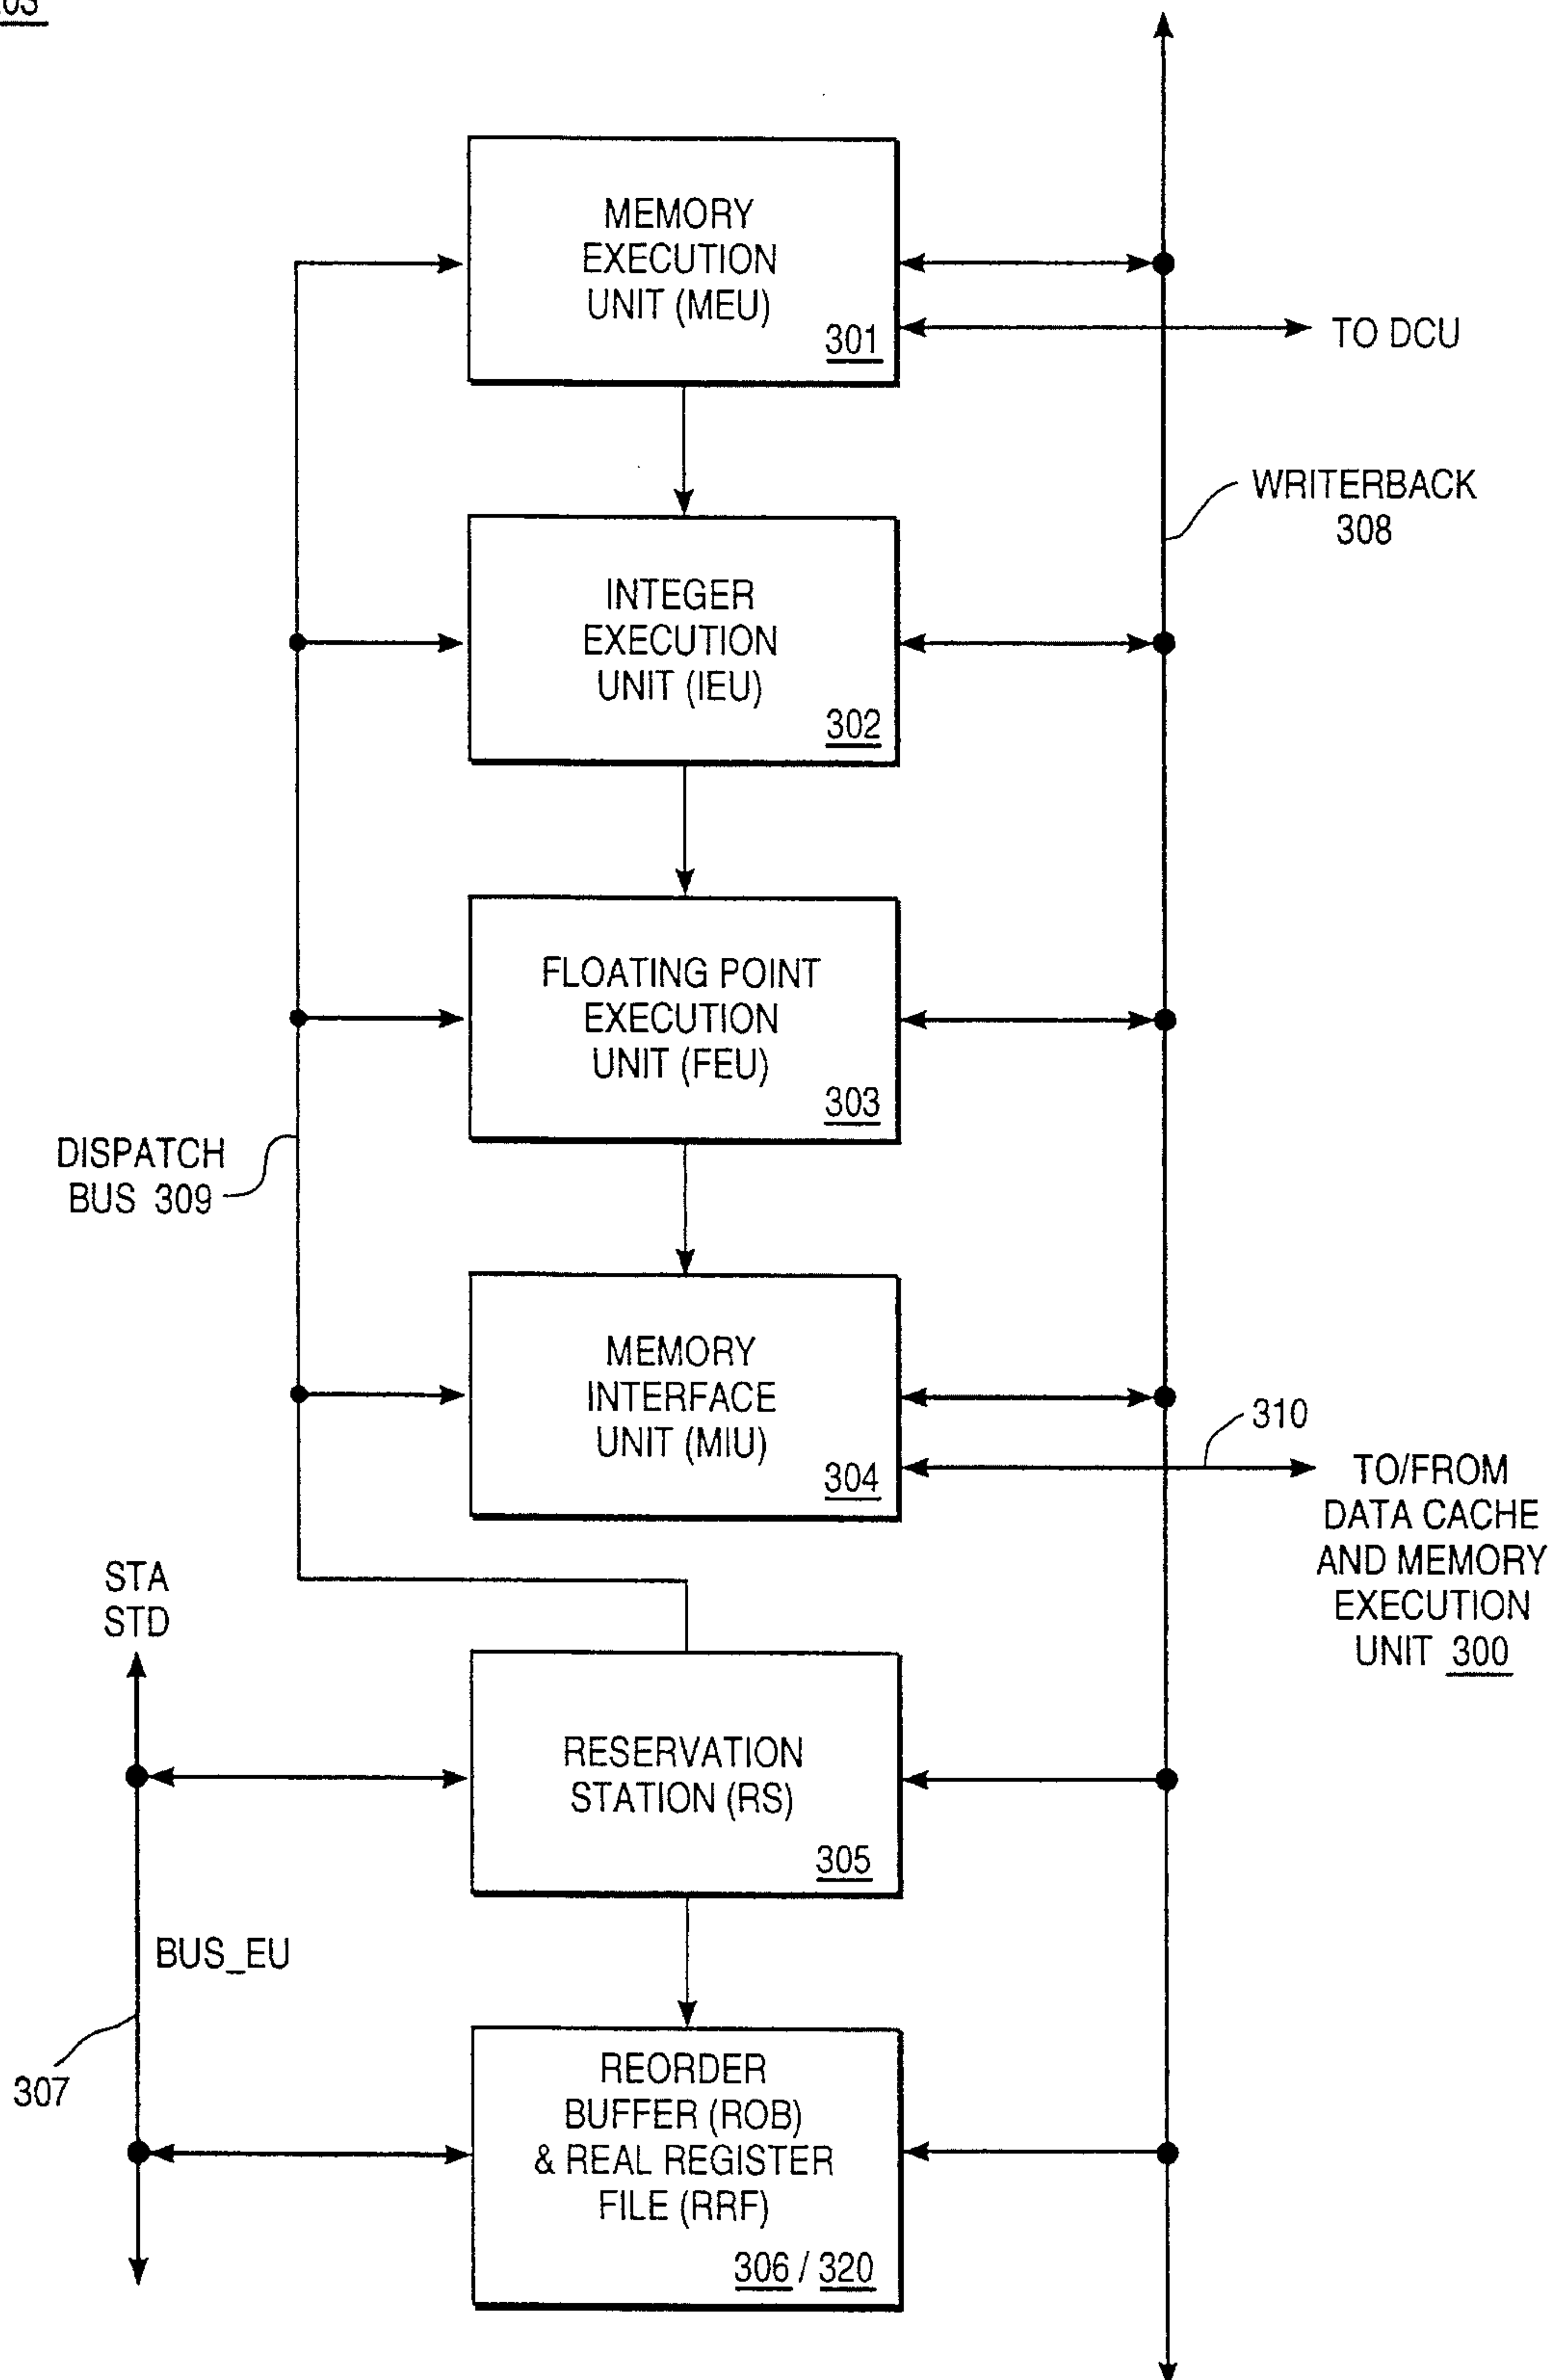 MEMORY
EXECUTION
UNIT (MEU)
301
TO DCU
WRITERBACK
308
INTEGER
EXECUTION
UNIT (IEU)
302
FLOATING POINT
EXECUTION
UNIT (FEU)
303
DISPATCH
BUS 309
MEMORY
INTERFACE
UNIT (MIU)
304
310
TO/FROM
DATA CACHE
AND MEMORY
EXECUTION
UNIT 300
STA
STD
RESERVATION
STATION (RS)
305
BUS_EU
307
REORDER
BUFFER (ROB)
& REAL REGISTER
FILE (RRF)
306 / 320